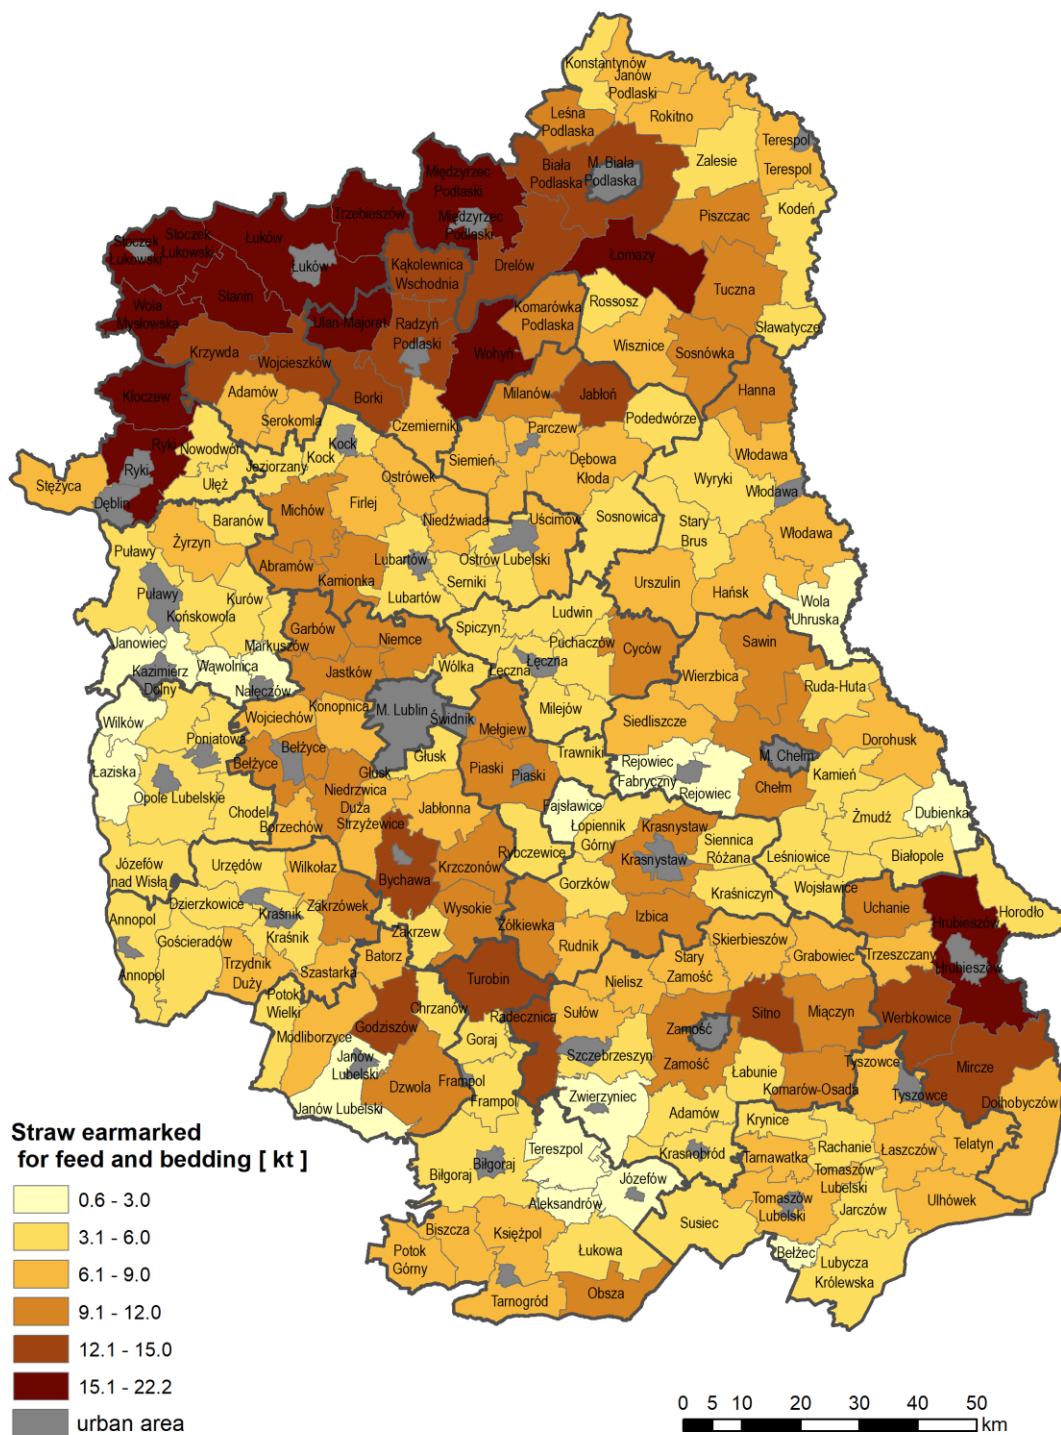 Konstantynów
Janów
Podlaski
Leśna
Podlaska
Rokitno
Terespol
Terespol
Zalesie
Biała
Podlaska
M. Biała
Podlaska
Międzyrzec
Podlaski
Międzyrzec
Podlaski
Kodeń
Piszczac
Trzebieszów
Łuków
Łuków
Stoczek
Łukowski
Stoczek
Łukowski
Łomazy
Drelów
Kąkolewnica
Wschodnia
Tuczna
Stanin
Wola
Mysłowska
Rossosz
Komarówka
Podlaska
Ulan-Majorat
Radzyń
Podlaski
Sławatycze
Wisznice
Sosnówka
Wohyń
Krzywda
Wojcieszków
Hanna
Kłoczew
Adamów
Borki
Milanów
Jabłoń
Serokomla
Czemierniki
Podedwórze
Parczew
Ryki
Ryki
Nowodwór
Kock
Kock
Jeziorzany
Siemień
Włodawa
Dębowa
Kłoda
Ułęż
Ostrówek
Wyryki
Włodawa
Stężyca
Dęblin
Michów
Firlej
Niedźwiada
Uścimów
Sosnowica
Stary
Brus
Włodawa
Baranów
Żyrzyn
Puławy
Abramów
Kamionka
Lubartów
Lubartów
Ostrów Lubelski
Serniki
Urszulin
Hańsk
Wola
Uhruska
Puławy
Końskowola
Kurów
Markuszów
Garbów
Niemce
Spiczyn
Ludwin
Puchaczów
Cyców
Sawin
Janowiec
Kazimierz
Dolny
Wąwolnica
Nałęczów
Jastków
Wólka
Łęczna
Łęczna
Wierzbica
Ruda-Huta
Wilków
Wojciechów
Konopnica
M. Lublin
Świdnik
Mełgiew
Milejów
Siedliszcze
Dorohusk
Poniatowa
Bełżyce
Bełżyce
Głusk
Głusk
Trawniki
Rejowiec
Fabryczny
Rejowiec
M. Chełm
Chełm
Kamień
Łaziska
Opole Lubelskie
Niedrzwica
Duża
Piaski
Piaski
Jabłonna
Fajsławice
Dubienka
Chodel
Borzechów
Strzyżewice
Łopiennik
Górny
Krasnystaw
Krasnystaw
Siennica
Różana
Żmudź
Leśniowice
Białopole
Rybczewice
Józefów
nad Wisłą
Urzędów
Wilkołaz
Bychawa
Krzczonów
Gorzków
Kraśniczyn
Wojsławice
Dzierzkowice
Zakrzówek
Wysokie
Żółkiewka
Izbica
Uchanie
Hrubieszów
Hrubieszów
Horodło
Annopol
Annopol
Gościeradów
Kraśnik
Kraśnik
Zakrzew
Rudnik
Skierbieszów
Trzeszczany
Trzydnik
Duży
Szastarka
Batorz
Turobin
Stary
Zamość
Grabowiec
Nielisz
Potok
Wielki
Modliborzyce
Godziszów
Chrzanów
Radecznica
Sułów
Zamość
Zamość
Sitno
Miączyn
Werbkowice
Mircze
Goraj
Janów
Lubelski
Janów Lubelski
Dzwola
Frampol
Frampol
Szczebrzeszyn
Łabunie
Komarów-Osada
Tyszowce
Tyszowce
Dołhobyczów
Zwierzyniec
Adamów
Krynice
Krasnobród
Tereszpol
Tarnawatka
Rachanie
Łaszczów
Telatyn
Biłgoraj
Biłgoraj
Józefów
Aleksandrów
Tomaszów
Lubelski
Tomaszów
Lubelski
Jarczów
Ulhówek
Biszcza
Księżpol
Susiec
Potok
Górny
Łukowa
Bełżec
Lubycza
Królewska
Tarnogród
Obsza
Straw earmarked
for feed and bedding [ kt ]
0.6 - 3.0
3.1 - 6.0
6.1 - 9.0
9.1 - 12.0
12.1 - 15.0
15.1 - 22.2
urban area
0 5 10 20 30 40 50
km